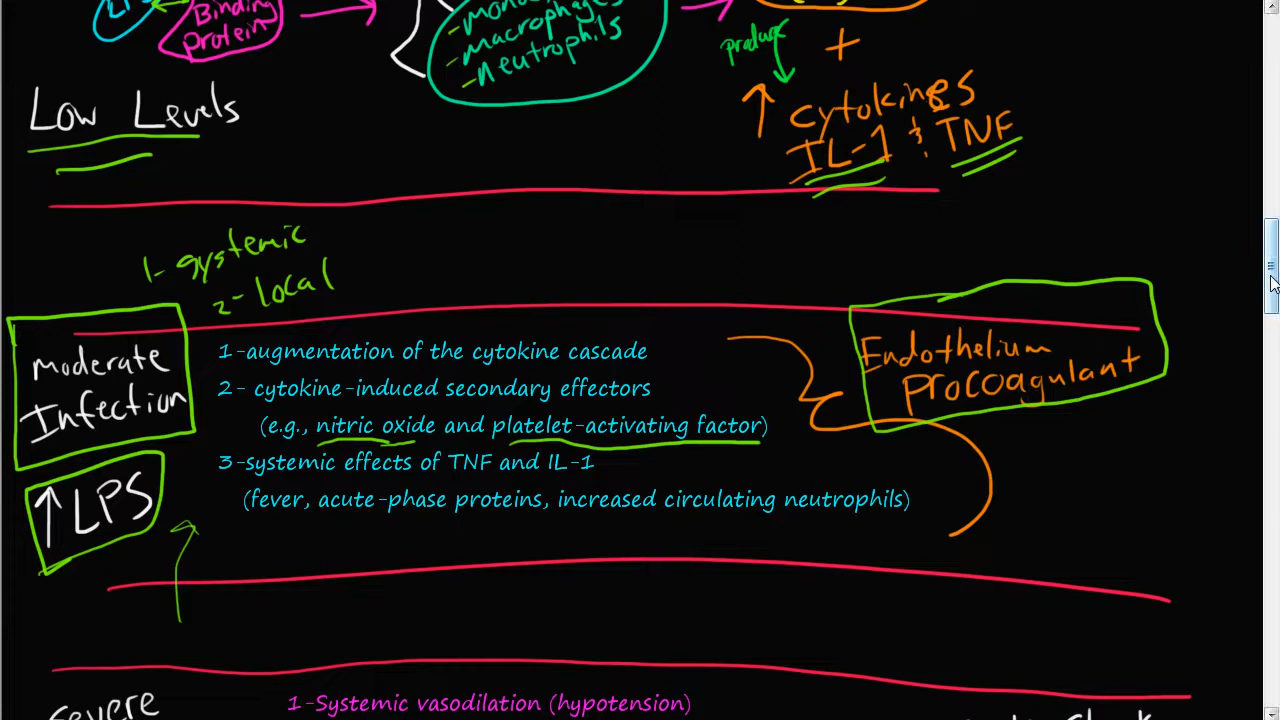 Binding
Protein
-macrophages
-neutrophils
produce
+
Low Levels
↑ cytokines
IL-1 & TNF
1- systemic
2- local
Moderate
Infection
↑LPS
1-augmentation of the cytokine cascade
2- cytokine-induced secondary effectors
(e.g., nitric oxide and platelet-activating factor)
3-systemic effects of TNF and IL-1
(fever, acute-phase proteins, increased circulating neutrophils)
Endothelium
Procoagulant
severe
1-Systemic vasodilation (hypotension)